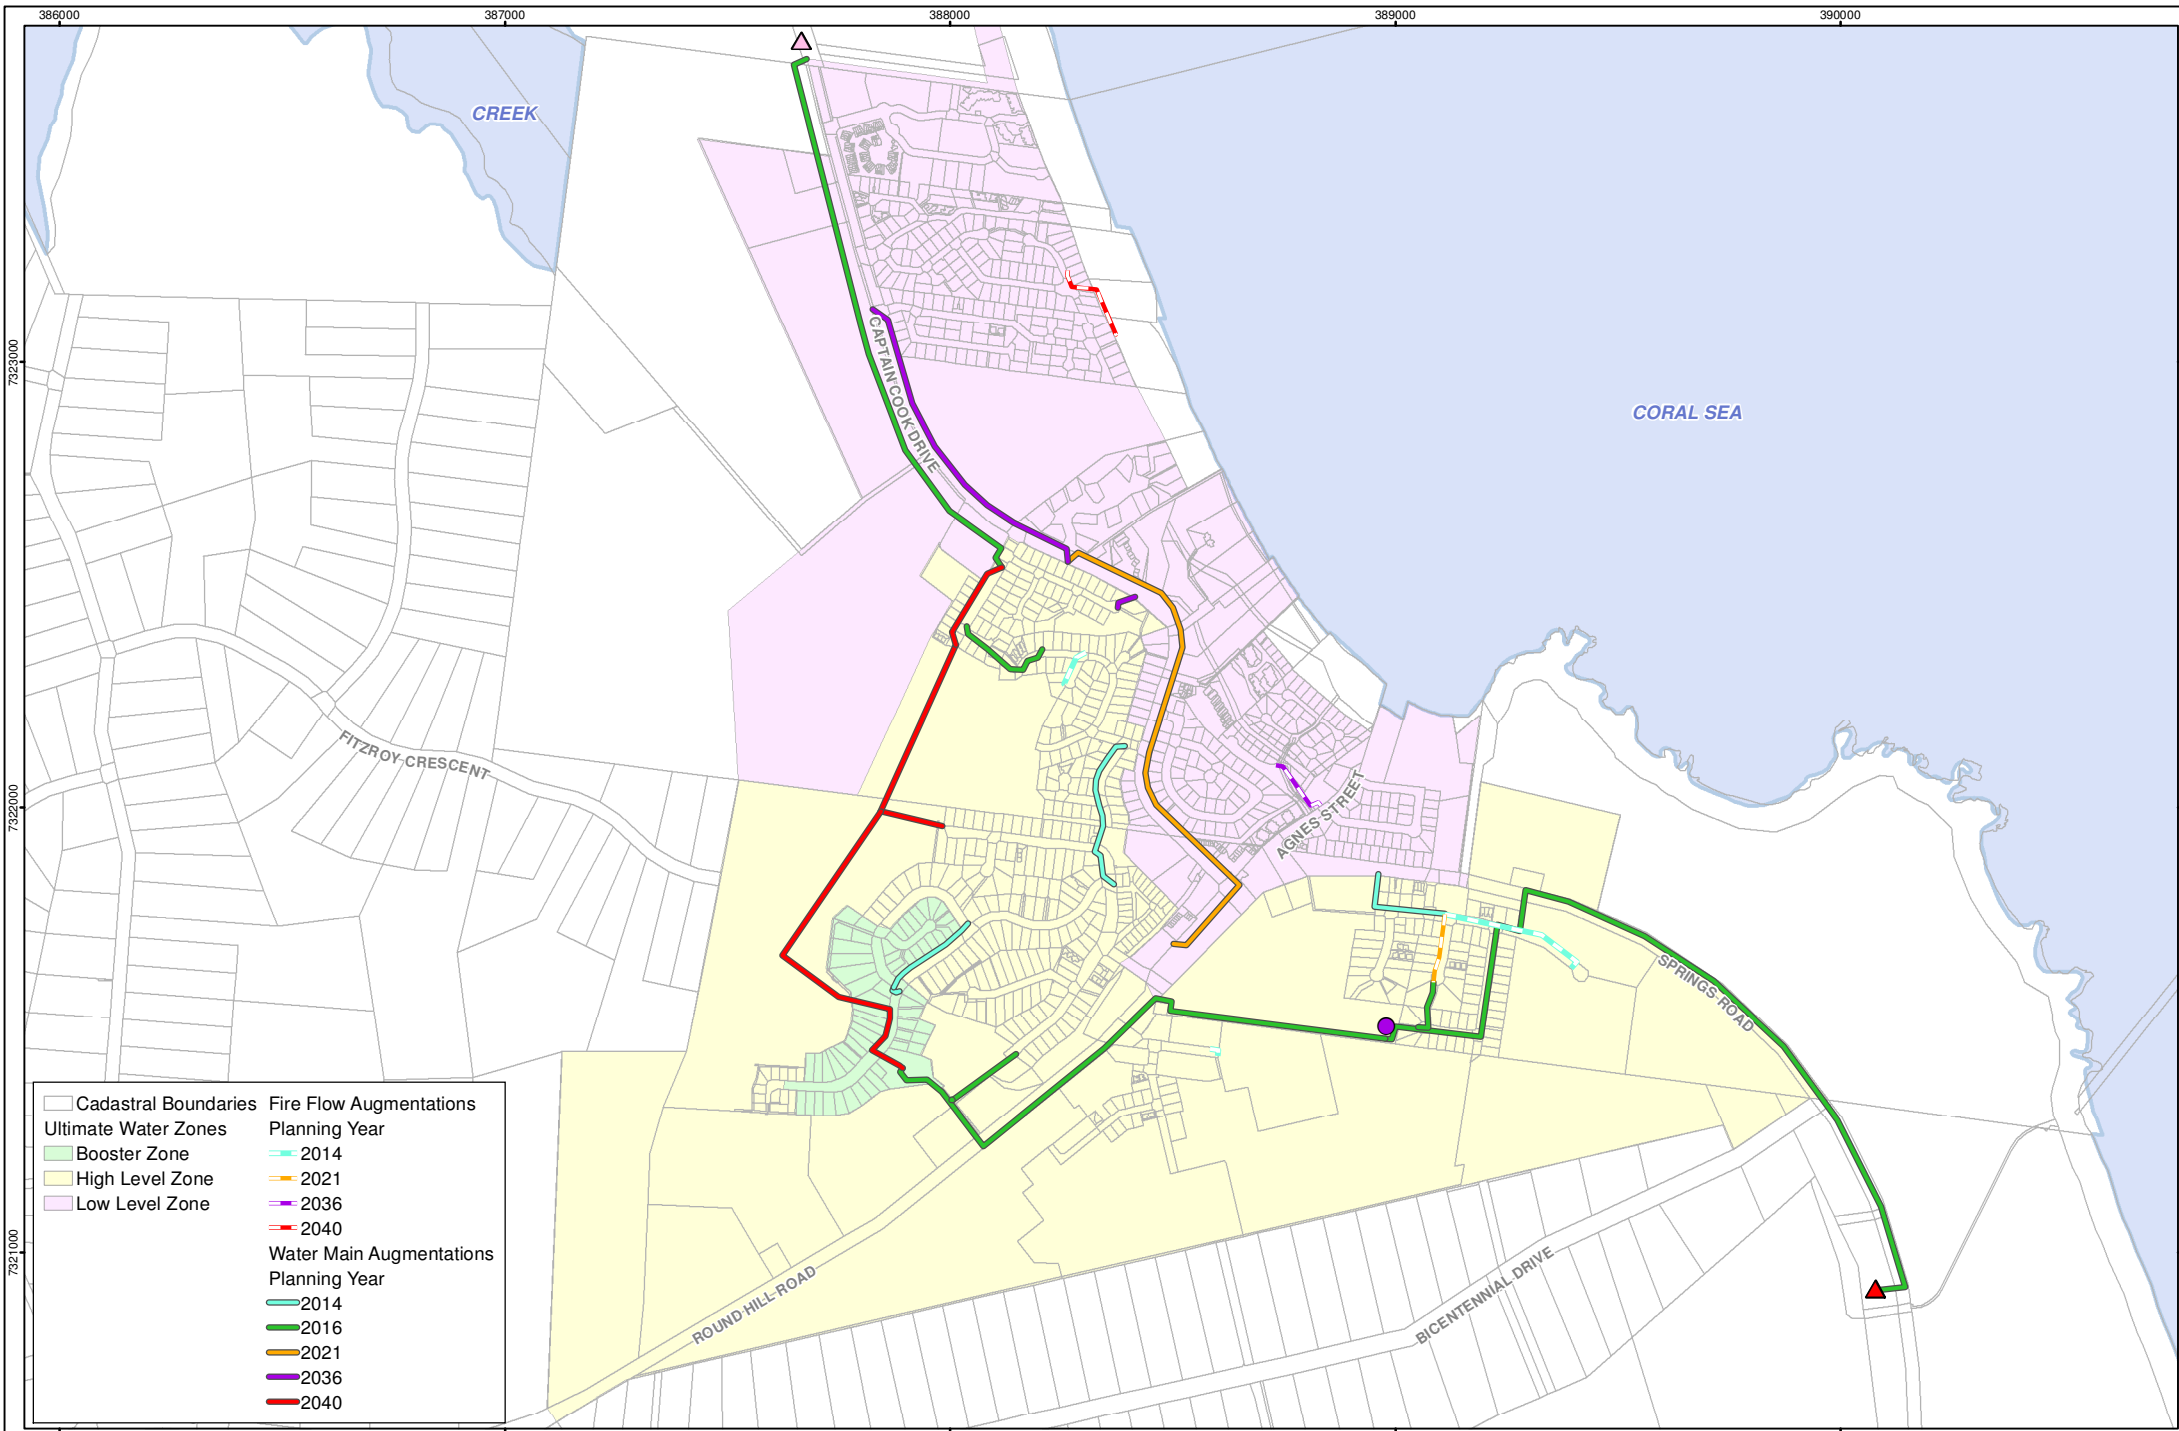 386000
387000
388000
389000
390000
CREEK
7323000
CAPTAIN COOK DRIVE
CORAL SEA
FITZROY CRESCENT
7322000
AGNES STREET
SPRINGS ROAD
7321000
ROUND HILL ROAD
BICENTENNIAL DRIVE
Cadastral Boundaries
Ultimate Water Zones
Booster Zone
High Level Zone
Low Level Zone
Fire Flow Augmentations
Planning Year
2014
2021
2036
2040
Water Main Augmentations
Planning Year
2014
2016
2021
2036
2040